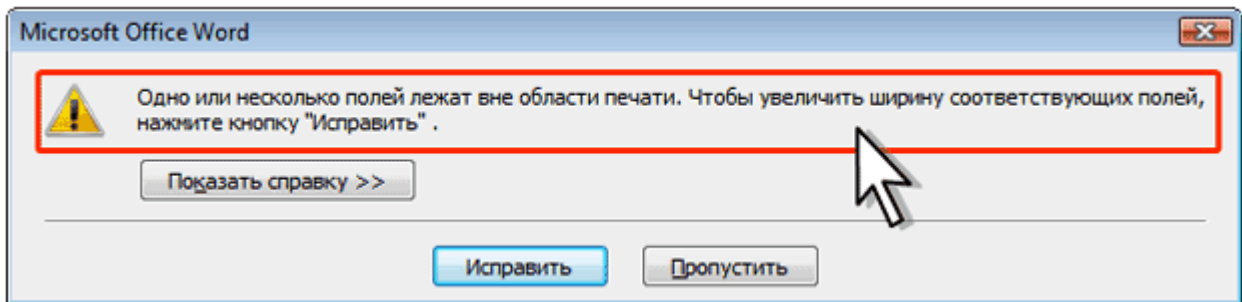 Microsoft Office Word
Одно или несколько полей лежат вне области печати. Чтобы увеличить ширину соответствующих полей,
нажмите кнопку "Исправить" .
Показать справку >>
Исправить
Пропустить